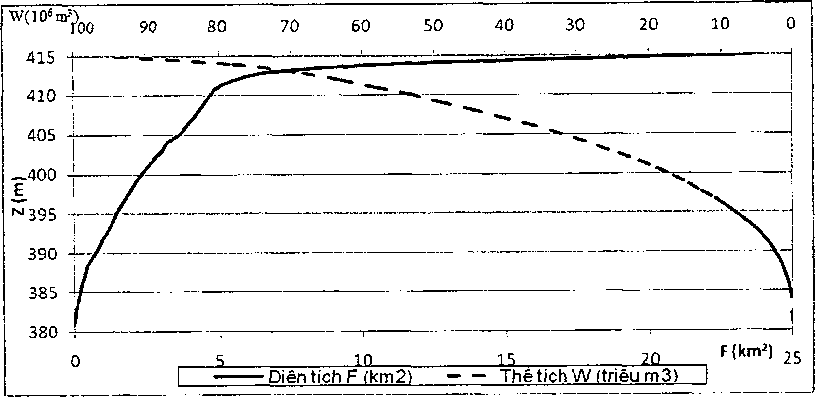 W(10⁶ m³)
100 90 80 70 60 50 40 30 20 10 0
415
410
405
400
395
390
385
380
Z (m)
0 5 10 15 20 25
F (km²)
Diện tích F (km2) Thể tích W (triệu m3)